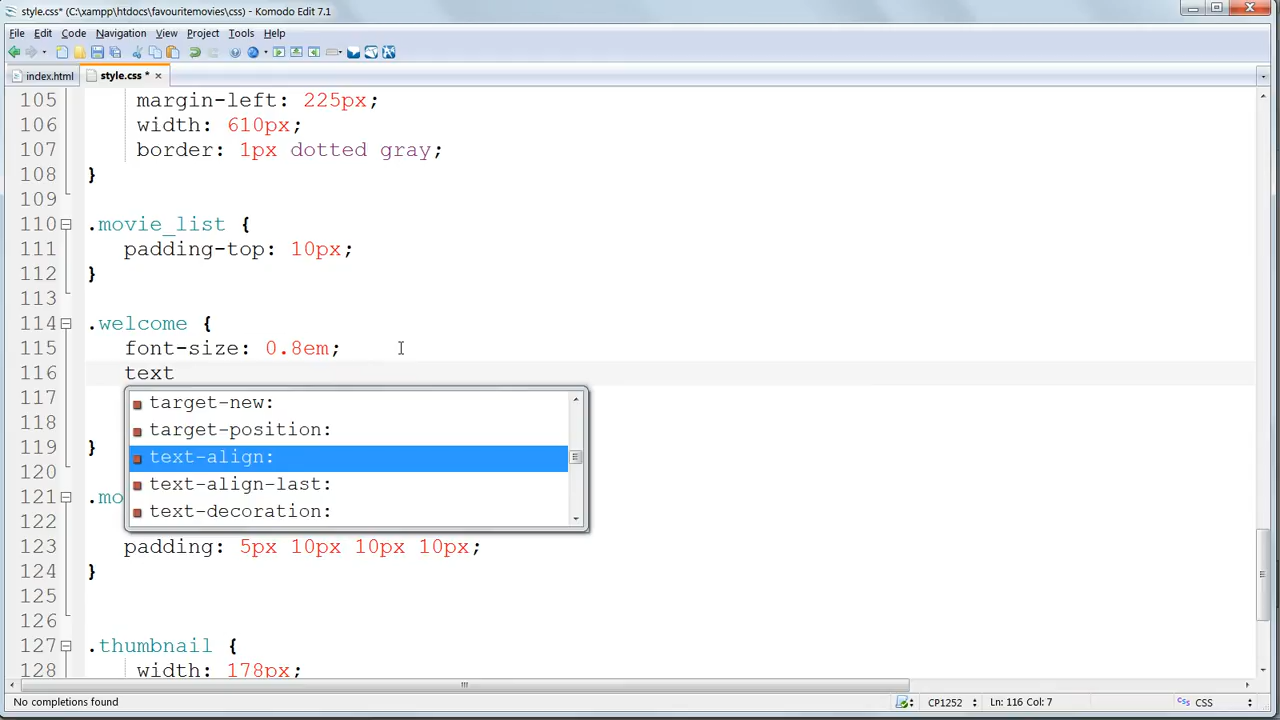 style.css* (C:\xampp\htdocs\favouritemovies\css) - Komodo Edit 7.1
File Edit Code Navigation View Project Tools Help
index.html style.css *
105 margin-left: 225px;
106 width: 610px;
107 border: 1px dotted gray;
108 }
109
110 .movie_list {
111 padding-top: 10px;
112 }
113
114 .welcome {
115 font-size: 0.8em;
116 text
117 target-new:
118 target-position:
119 } text-align:
120 text-align-last:
121 .mo text-decoration:
122
123 padding: 5px 10px 10px 10px;
124 }
125
126
127 .thumbnail {
128 width: 178px;
No completions found CP1252 Ln: 116 Col: 7 CSS